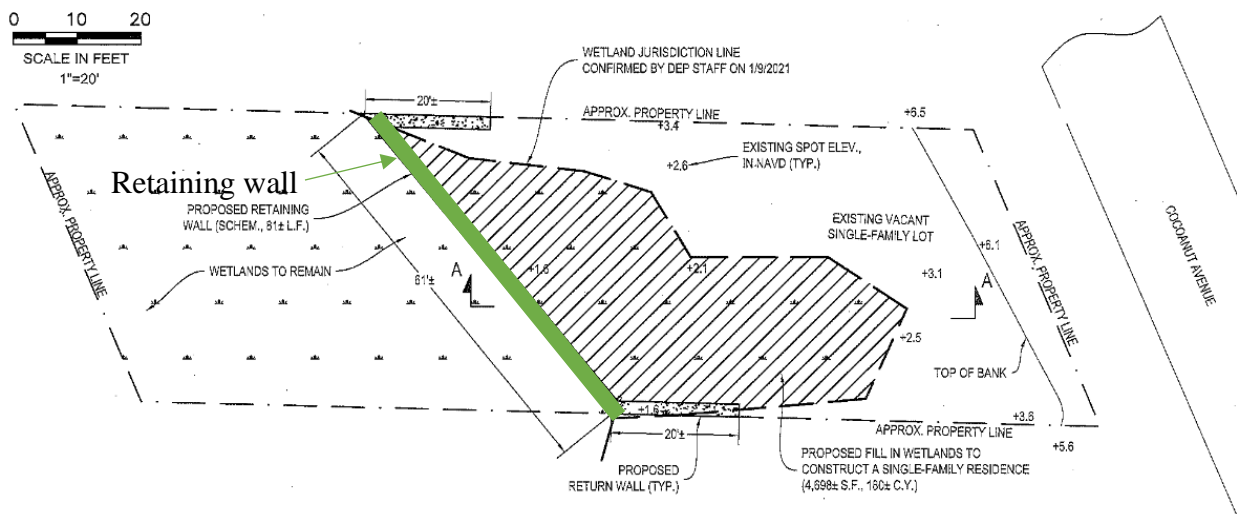 0 10 20
SCALE IN FEET
1"=20'
WETLAND JURISDICTION LINE
CONFIRMED BY DEP STAFF ON 1/9/2021
20'±
APPROX. PROPERTY LINE
+3.4
+6.5
+2.6
EXISTING SPOT ELEV.,
IN-NAVD (TYP.)
Retaining wall
PROPOSED RETAINING
WALL (SCHEM., 61± L.F.)
APPROX. PROPERTY LINE
EXISTING VACANT
SINGLE-FAMILY LOT
+6.1
APPROX. PROPERTY LINE
COCOANUT AVENUE
WETLANDS TO REMAIN
61'±
A
+1.6
+2.1
+3.1
A
+2.5
TOP OF BANK
+1.6
+3.6
20'±
APPROX. PROPERTY LINE
+5.6
PROPOSED
RETURN WALL (TYP.)
PROPOSED FILL IN WETLANDS TO
CONSTRUCT A SINGLE-FAMILY RESIDENCE
(4,698± S.F., 160± C.Y.)